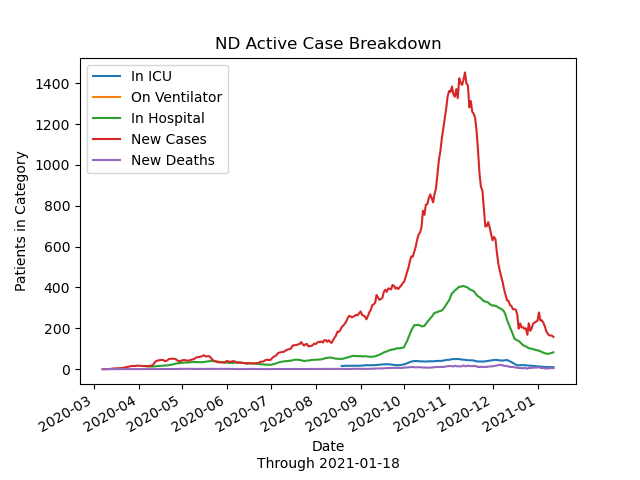 ND Active Case Breakdown
In ICU
On Ventilator
In Hospital
New Cases
New Deaths
Patients in Category
1400
1200
1000
800
600
400
200
0
2020-03
2020-04
2020-05
2020-06
2020-07
2020-08
2020-09
2020-10
2020-11
2020-12
2021-01
Date
Through 2021-01-18